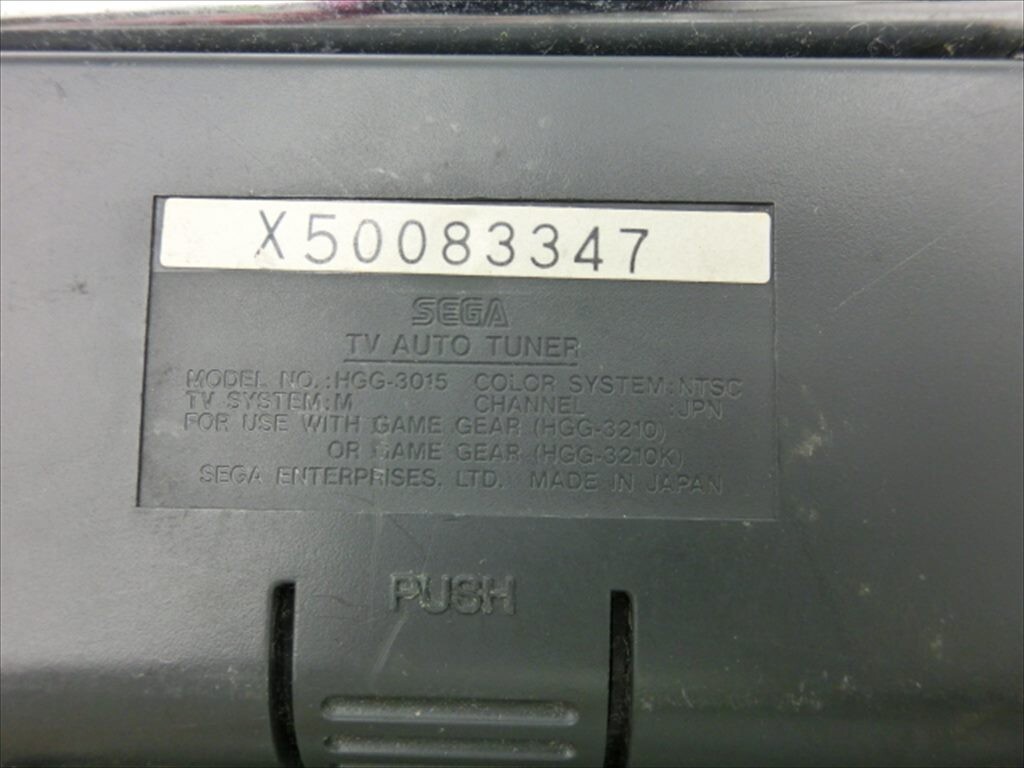 X50083347
SEGA
TV AUTO TUNER
MODEL NO.:HGG-3015 COLOR SYSTEM:NTSC
TV SYSTEM:M CHANNEL :JPN
FOR USE WITH GAME GEAR (HGG-3210)
OR GAME GEAR (HGG-3210K)
SEGA ENTERPRISES, LTD. MADE IN JAPAN
PUSH